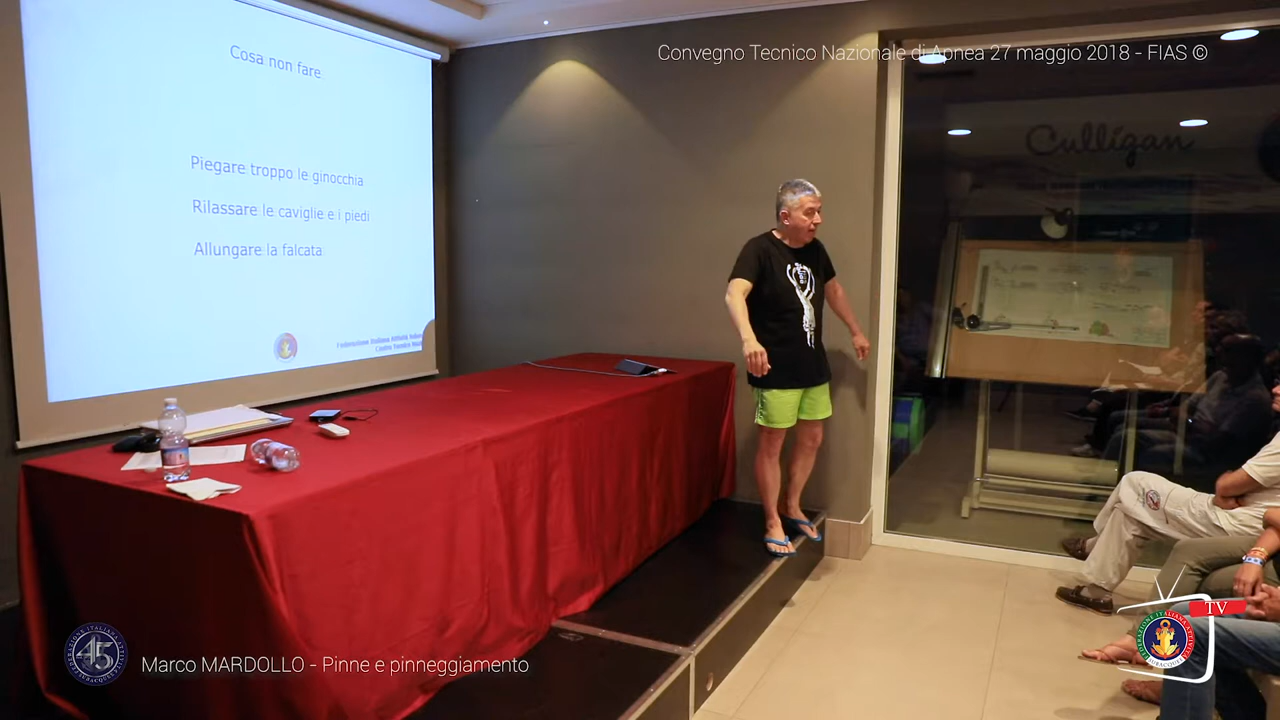 Convegno Tecnico Nazionale di Apnea 27 maggio 2018 - FIAS ©
Cosa non fare
Piegare troppo le ginocchia
Rilassare le caviglie e i piedi
Allungare la falcata
Culligan
45
Marco MARDOLLO - Pinne e pinneggiamento
TV